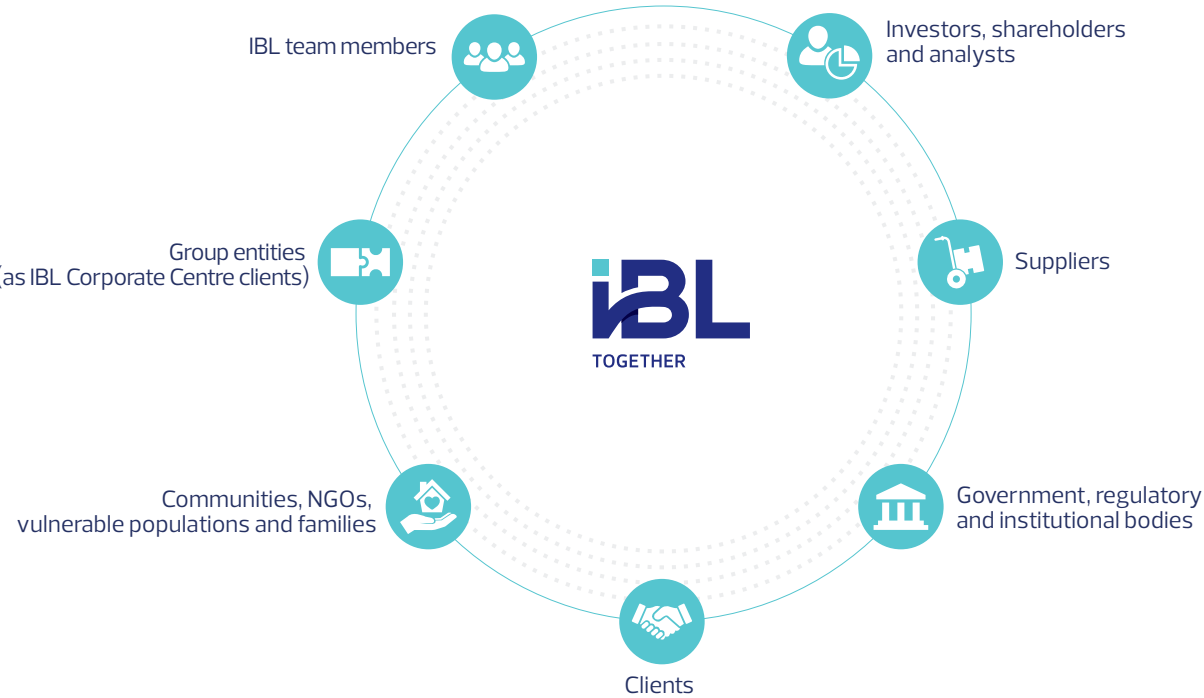 IBL team members
Investors, shareholders
and analysts
Group entities
(as IBL Corporate Centre clients)
Suppliers
iBL
TOGETHER
Communities, NGOs,
vulnerable populations and families
Government, regulatory
and institutional bodies
Clients